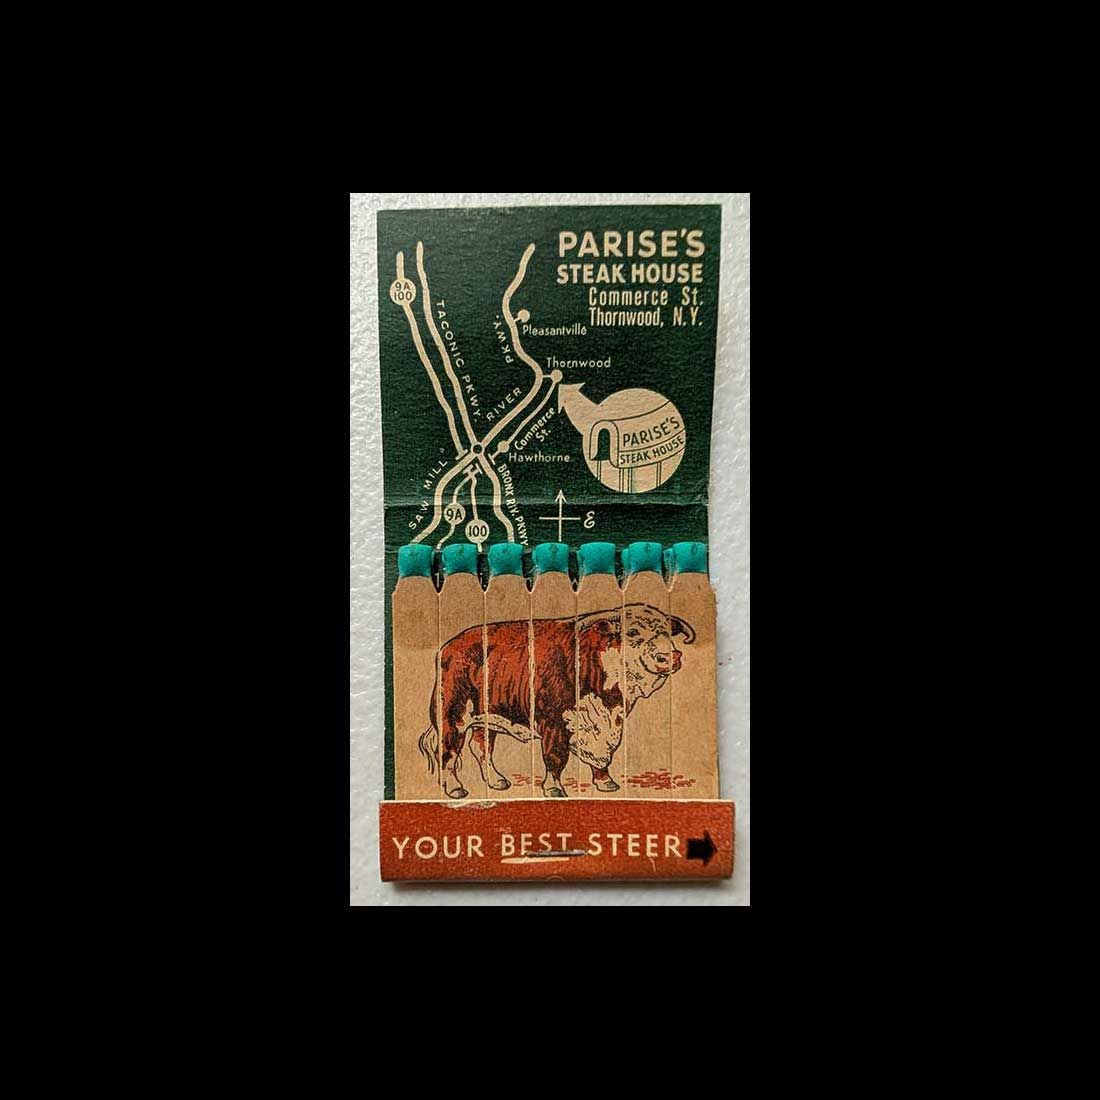 PARISE'S
STEAK HOUSE
Commerce St.
Thornwood, N.Y.
9A
100
TACONIC PKWY.
PKWY.
Pleasantville
Thornwood
RIVER
Commerce
St.
PARISE'S
STEAK HOUSE
Hawthorne
SAW MILL
BRONX RIV. PKWY
9A
100
E
YOUR BEST STEER